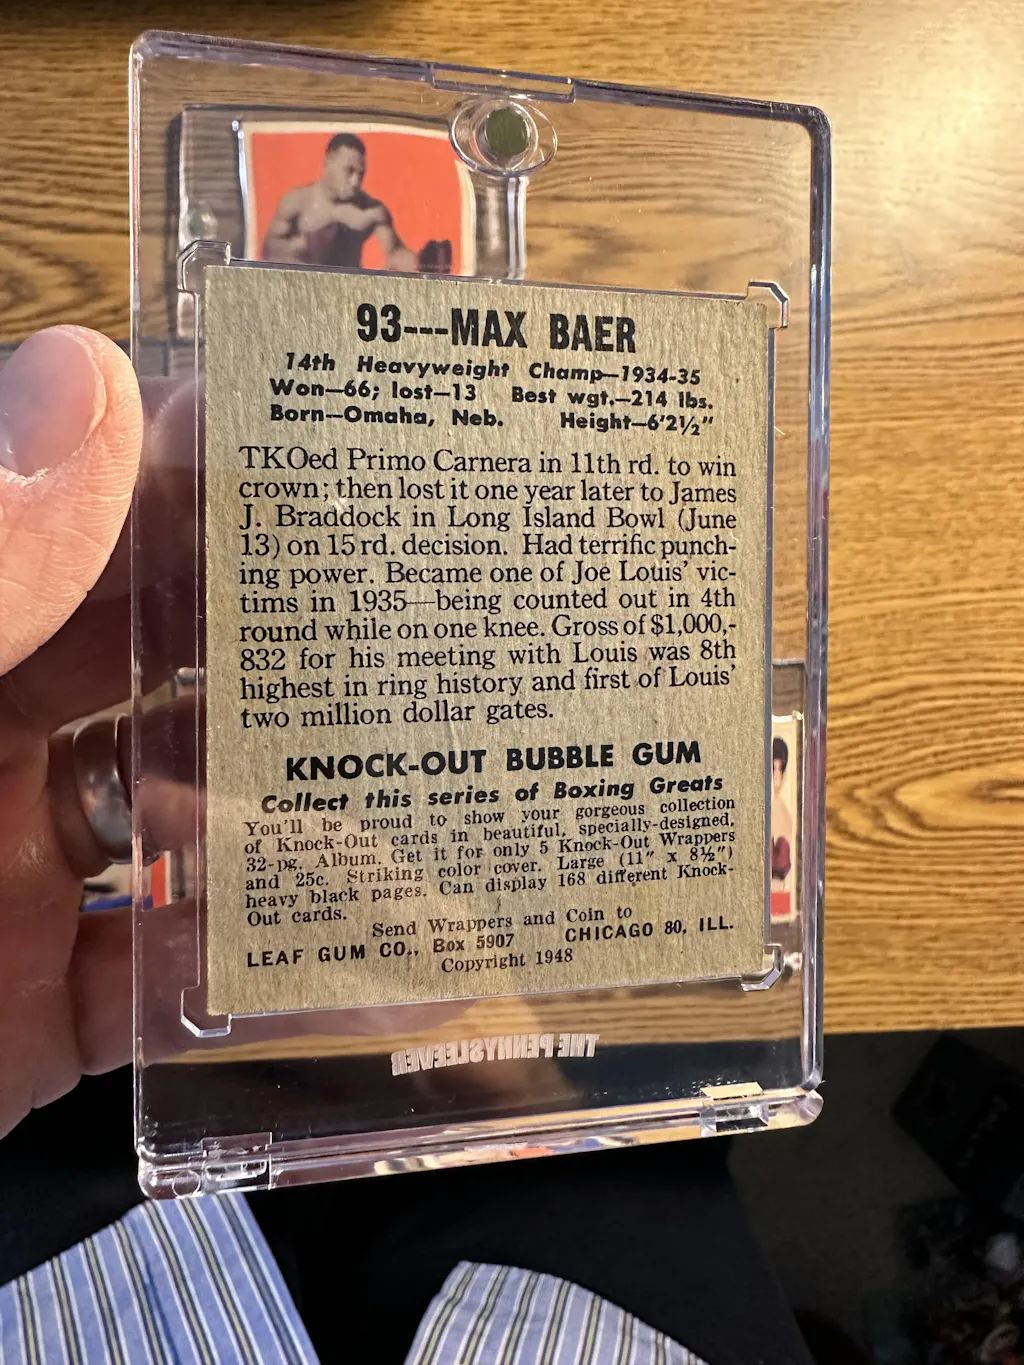 93---MAX BAER
14th Heavyweight Champ—1934-35
Won—66; lost—13 Best wgt.—214 lbs.
Born—Omaha, Neb. Height—6'2½"
TKOed Primo Carnera in 11th rd. to win
crown; then lost it one year later to James
J. Braddock in Long Island Bowl (June
13) on 15 rd. decision. Had terrific punch-
ing power. Became one of Joe Louis' vic-
tims in 1935—being counted out in 4th
round while on one knee. Gross of $1,000,-
832 for his meeting with Louis was 8th
highest in ring history and first of Louis'
two million dollar gates.
KNOCK-OUT BUBBLE GUM
Collect this series of Boxing Greats
You'll be proud to show your gorgeous collection
of Knock-Out cards in beautiful, specially-designed,
32-pg. Album. Get it for only 5 Knock-Out Wrappers
and 25c. Striking color cover. Large (11" x 8½")
heavy black pages. Can display 168 different Knock-
Out cards.
Send Wrappers and Coin to
LEAF GUM CO., Box 5907 CHICAGO 80, ILL.
Copyright 1948
THE PENNYSLEEVER